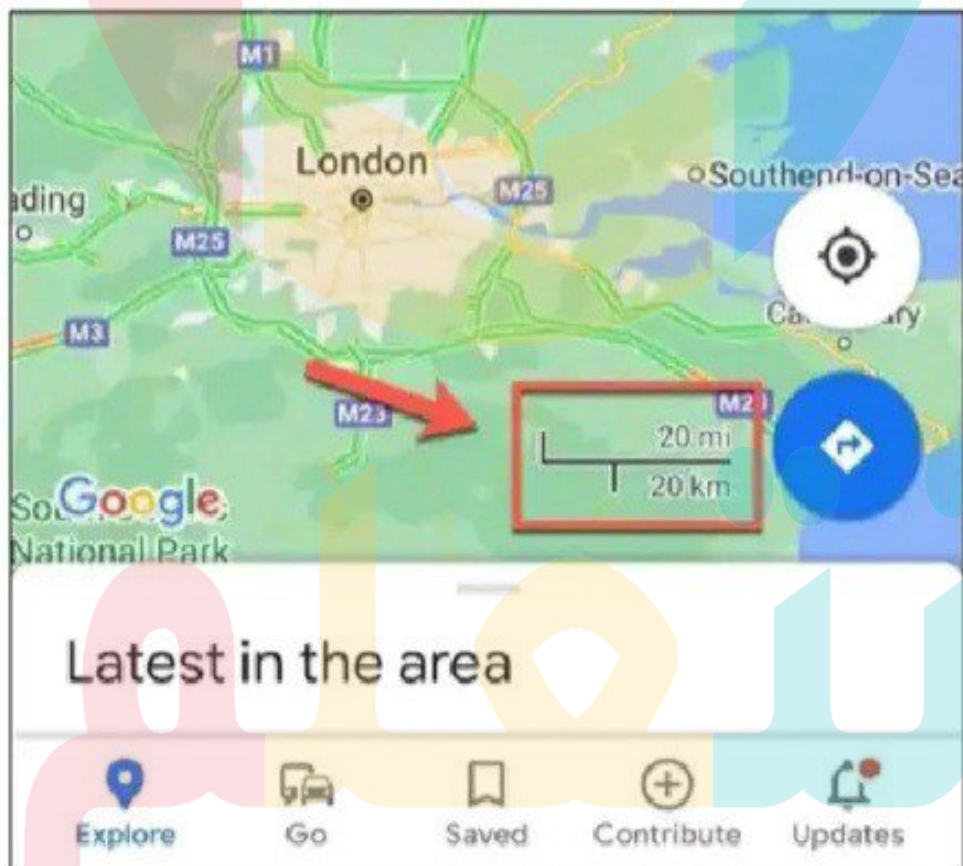 M1
London
Southend-on-Sea
ading
M25
M25
M3
M23
20 mi
20 km
Google
National Park
Latest in the area
Explore
Go
Saved
Contribute
Updates